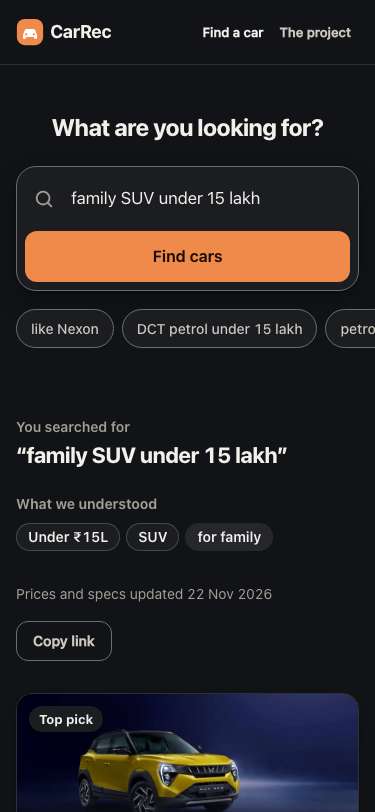 CarRec
Find a car
The project
What are you looking for?
family SUV under 15 lakh
Find cars
like Nexon
DCT petrol under 15 lakh
petro
You searched for
“family SUV under 15 lakh”
What we understood
Under ₹15L
SUV
for family
Prices and specs updated 22 Nov 2026
Copy link
Top pick